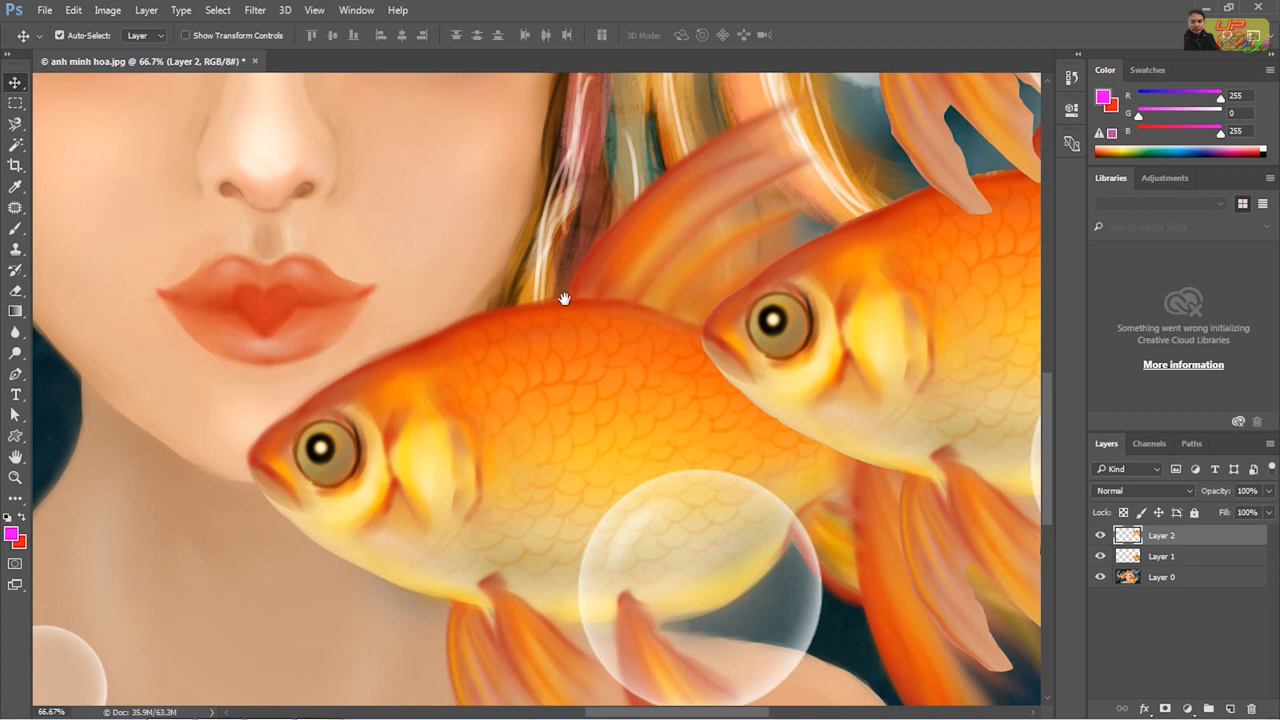 Ps File Edit Image Layer Type Select Filter 3D View Window Help
Auto-Select: Layer Show Transform Controls 3D Mode:
© anh minh hoa.jpg @ 66.7% (Layer 2, RGB/8#) *
Color Swatches
R 255
G 0
B 255
Libraries Adjustments
Something went wrong initializing
Creative Cloud Libraries
More information
Layers Channels Paths
Kind
Normal Opacity: 100%
Lock: Fill: 100%
Layer 2
Layer 1
Layer 0
66.67% Doc: 35.9M/63.3M
UP